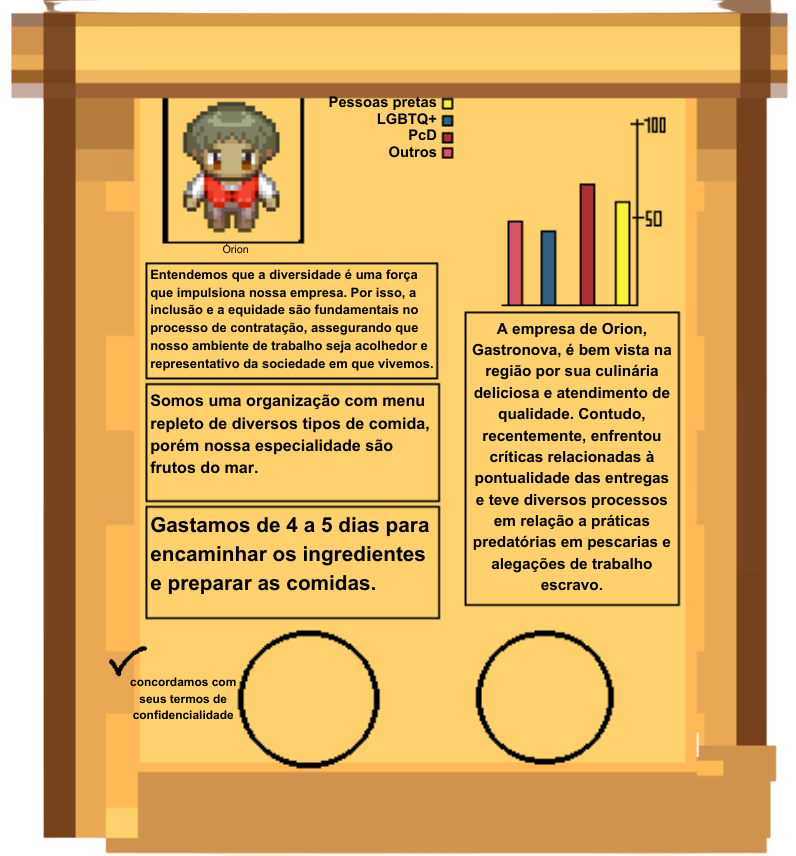 Pessoas pretas
LGBTQ+
PcD
Outros
100
50
Órion
Entendemos que a diversidade é uma força
que impulsiona nossa empresa. Por isso, a
inclusão e a equidade são fundamentais no
processo de contratação, assegurando que
nosso ambiente de trabalho seja acolhedor e
representativo da sociedade em que vivemos.
Somos uma organização com menu
repleto de diversos tipos de comida,
porém nossa especialidade são
frutos do mar.
Gastamos de 4 a 5 dias para
encaminhar os ingredientes
e preparar as comidas.
A empresa de Orion,
Gastronova, é bem vista na
região por sua culinária
deliciosa e atendimento de
qualidade. Contudo,
recentemente, enfrentou
críticas relacionadas à
pontualidade das entregas
e teve diversos processos
em relação a práticas
predatórias em pescarias e
alegações de trabalho
escravo.
concordamos com
seus termos de
confidencialidade